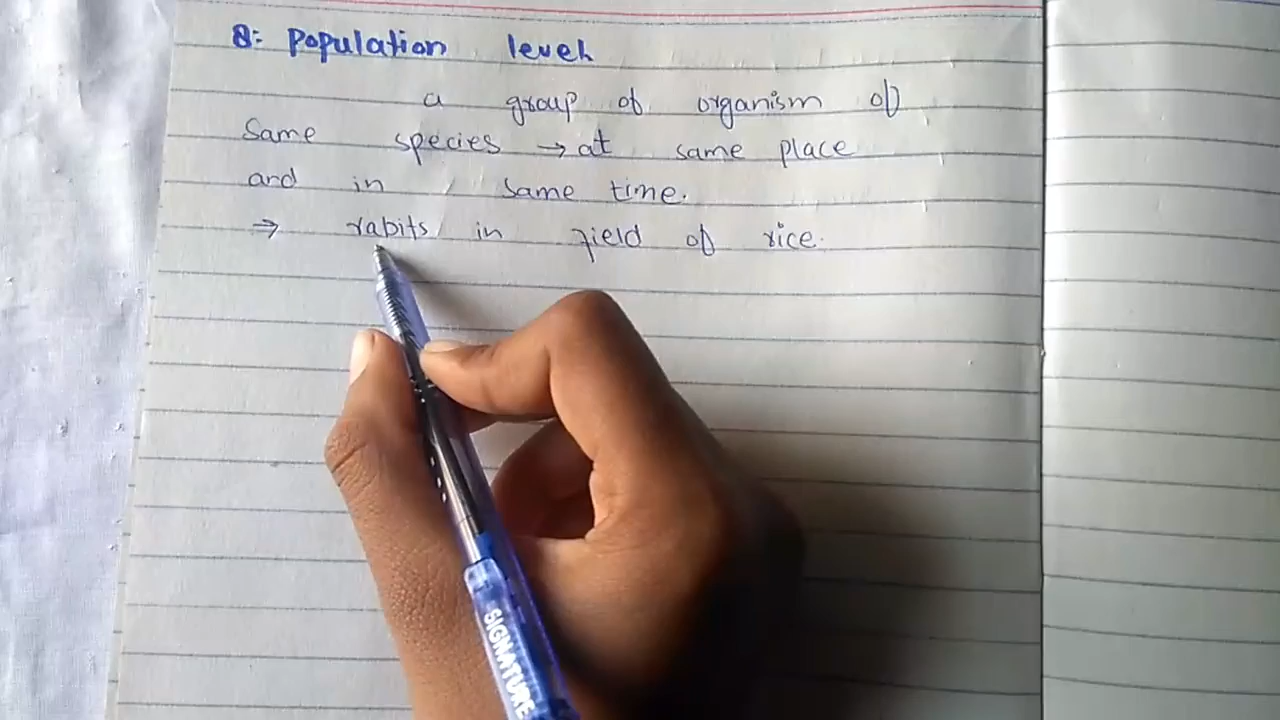 8: Population level
a group of organism of
same species → at same place
and in same time.
⇒ rabits in field of rice.
SIGNATURE